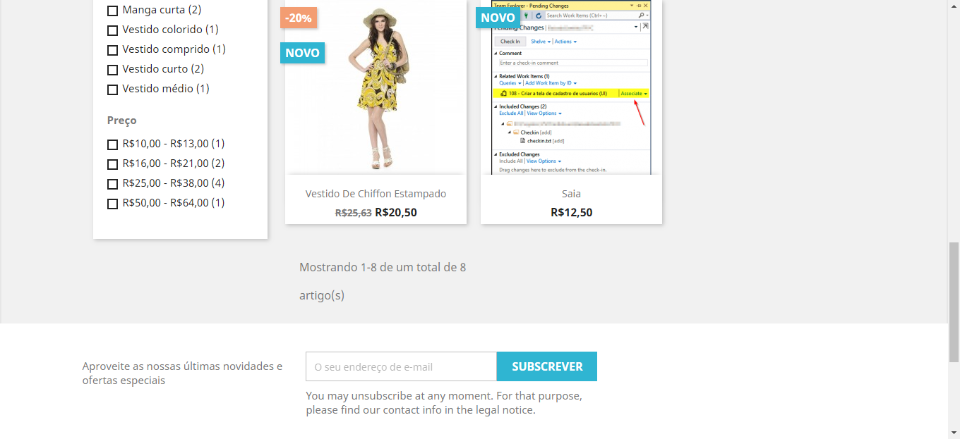 Manga curta (2)
Vestido colorido (1)
Vestido comprido (1)
Vestido curto (2)
Vestido médio (1)
Preço
R$10,00 - R$13,00 (1)
R$16,00 - R$21,00 (2)
R$25,00 - R$38,00 (4)
R$50,00 - R$64,00 (1)
-20%
NOVO
Vestido De Chiffon Estampado
R$25,63 R$20,50
NOVO
Team Explorer - Pending Changes
Search Work Items (Ctrl+)
Pending Changes
Check In Shelve Actions
Comment
Enter a check-in comment
Related Work Items (1)
Queries Add Work Item by ID
108 - Criar a tela de cadastro de usuarios (UI) Associate
Included Changes (2)
Exclude All View Options
Checkin [add]
checkin.txt [add]
Excluded Changes
Include All View Options
Drag changes here to exclude from the check-in.
Saia
R$12,50
Mostrando 1-8 de um total de 8
artigo(s)
Aproveite as nossas últimas novidades e
ofertas especiais
O seu endereço de e-mail
SUBSCREVER
You may unsubscribe at any moment. For that purpose,
please find our contact info in the legal notice.